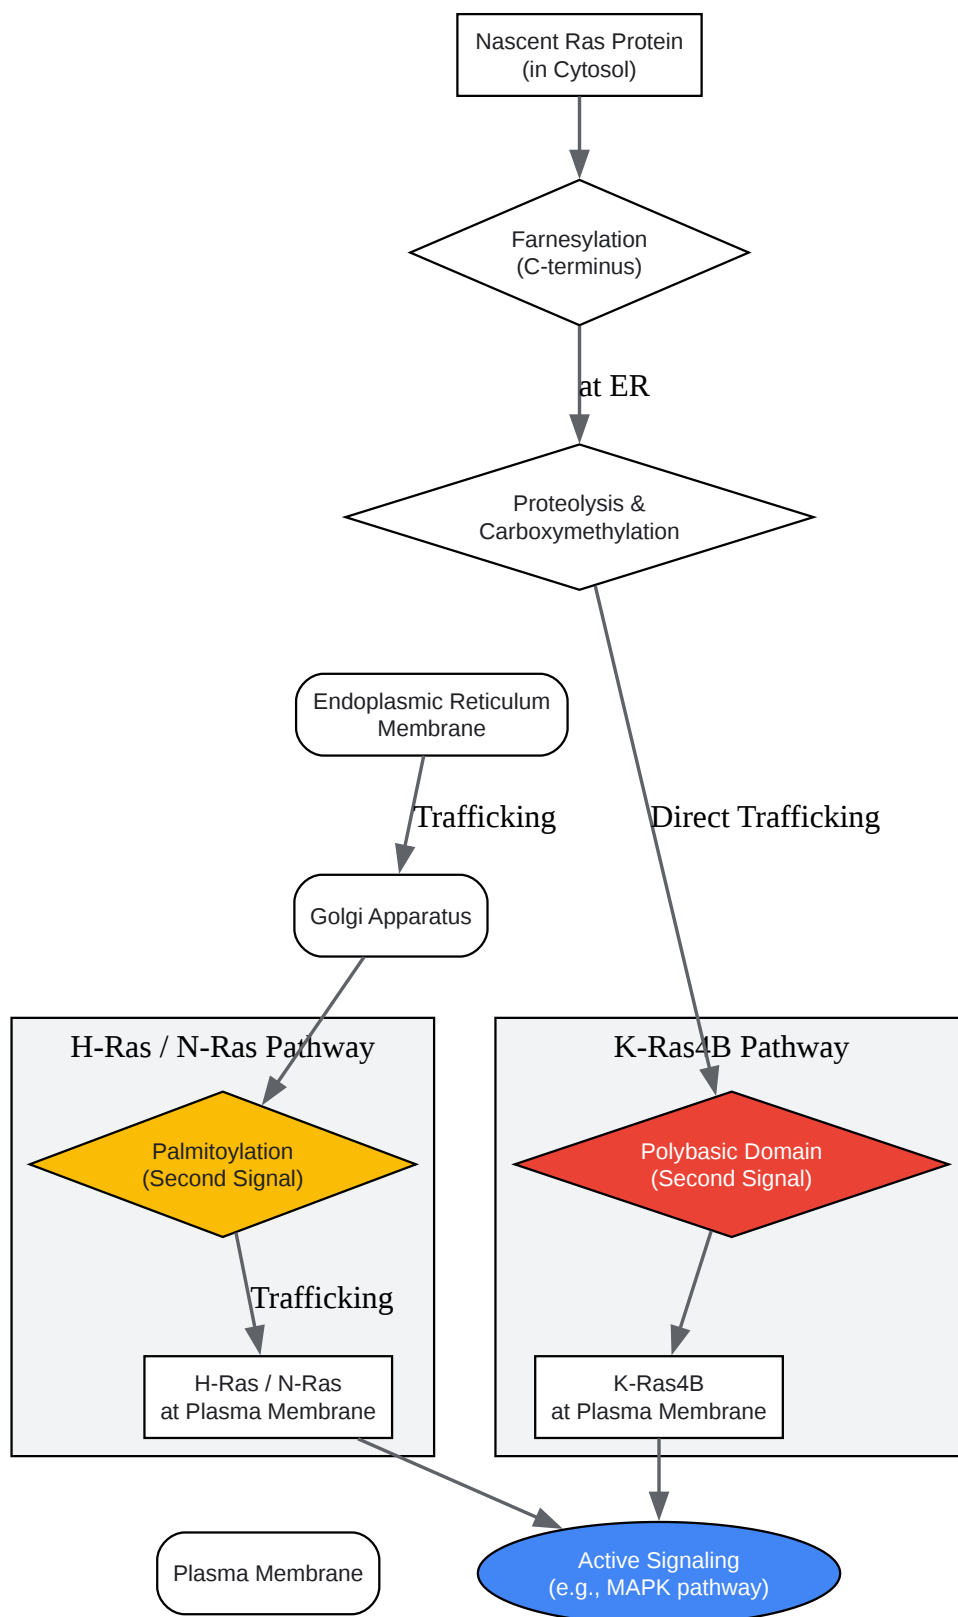 Nascent Ras Protein
(in Cytosol)
Farnesylation
(C-terminus)
at ER
Proteolysis &
Carboxymethylation
Endoplasmic Reticulum
Membrane
Trafficking
Direct Trafficking
Golgi Apparatus
H-Ras / N-Ras Pathway
K-Ras4B Pathway
Palmitoylation
(Second Signal)
Polybasic Domain
(Second Signal)
Trafficking
H-Ras / N-Ras
at Plasma Membrane
K-Ras4B
at Plasma Membrane
Plasma Membrane
Active Signaling
(e.g., MAPK pathway)